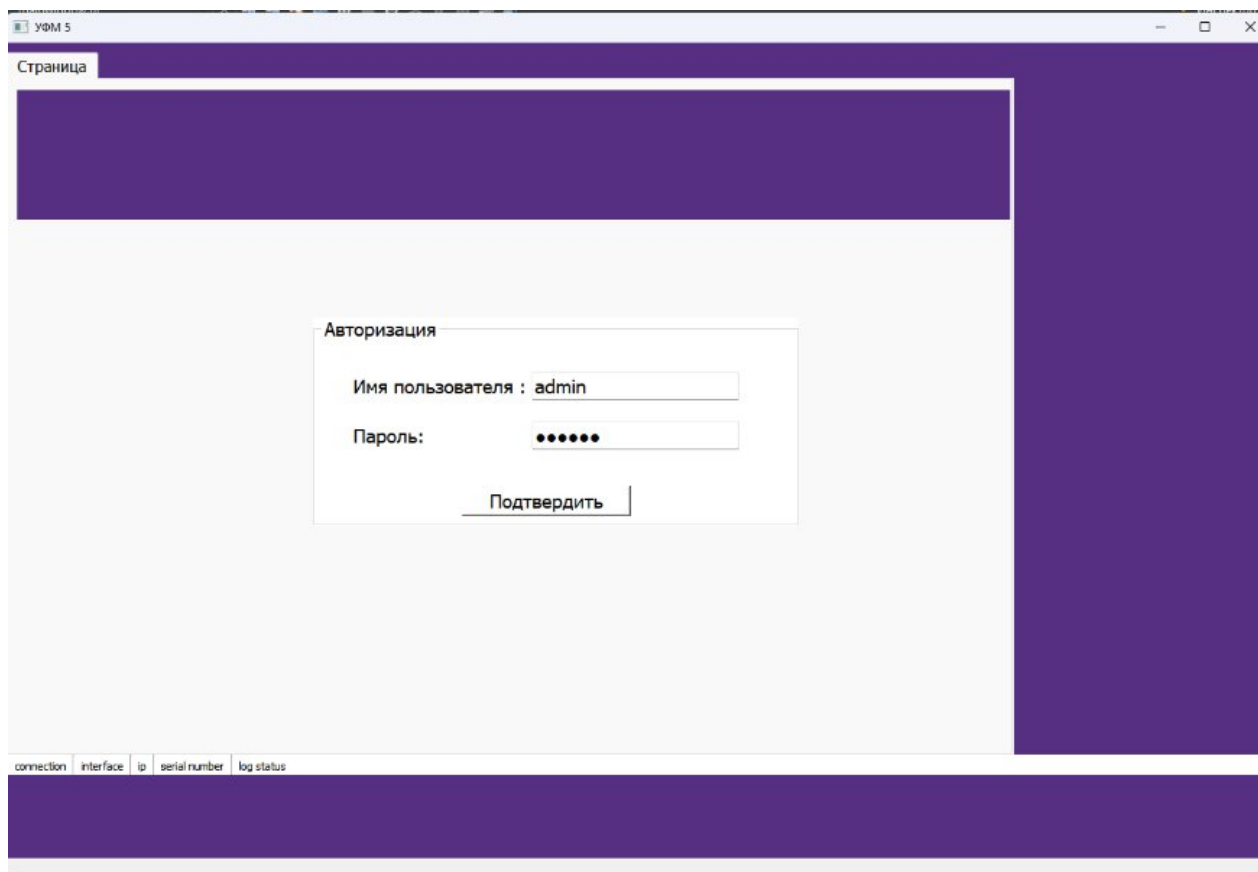 УФМ 5
Страница
Авторизация
Имя пользователя : admin
Пароль: ●●●●●●
Подтвердить
connection interface ip serial number log status